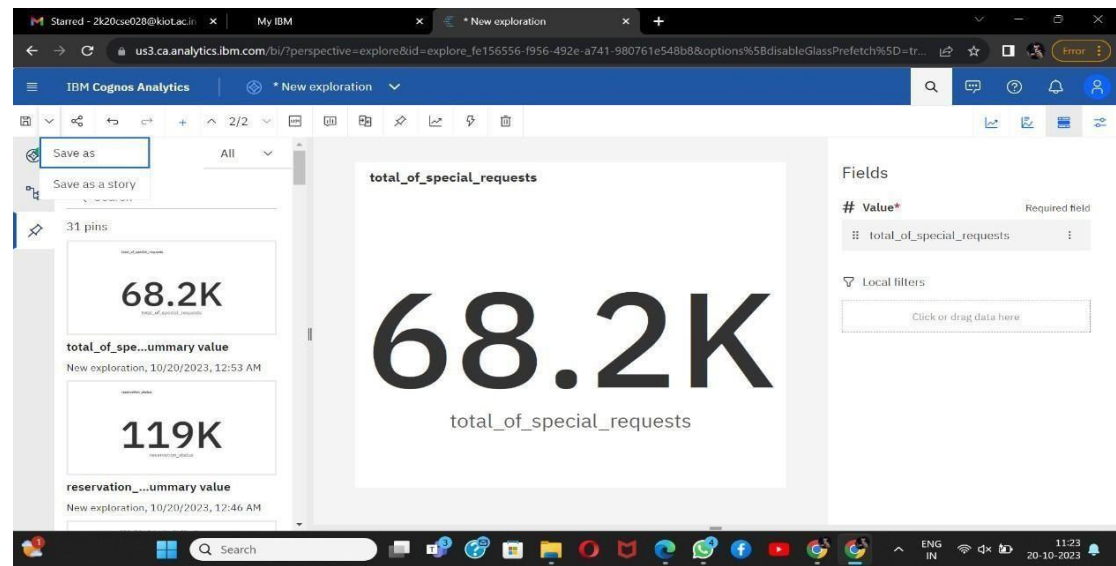 Starred - 2k20cse028@kiot.ac.in
My IBM
* New exploration
us3.ca.analytics.ibm.com/bi/?perspective=explore&id=explore_fe156556-f956-492e-a741-980761e548b8&options%5BdisableGlassPrefetch%5D=tr...
Error
IBM Cognos Analytics
* New exploration
2/2
Save as
All
Save as a story
31 pins
total_of_special_requests
68.2K
total_of_special_requests
total_of_spe...ummary value
New exploration, 10/20/2023, 12:53 AM
reservation_status
119K
reservation_status
reservation_...ummary value
New exploration, 10/20/2023, 12:46 AM
total_of_special_requests
68.2K
total_of_special_requests
Fields
# Value*
Required field
total_of_special_requests
Local filters
Click or drag data here
Search
ENG
IN
11:23
20-10-2023